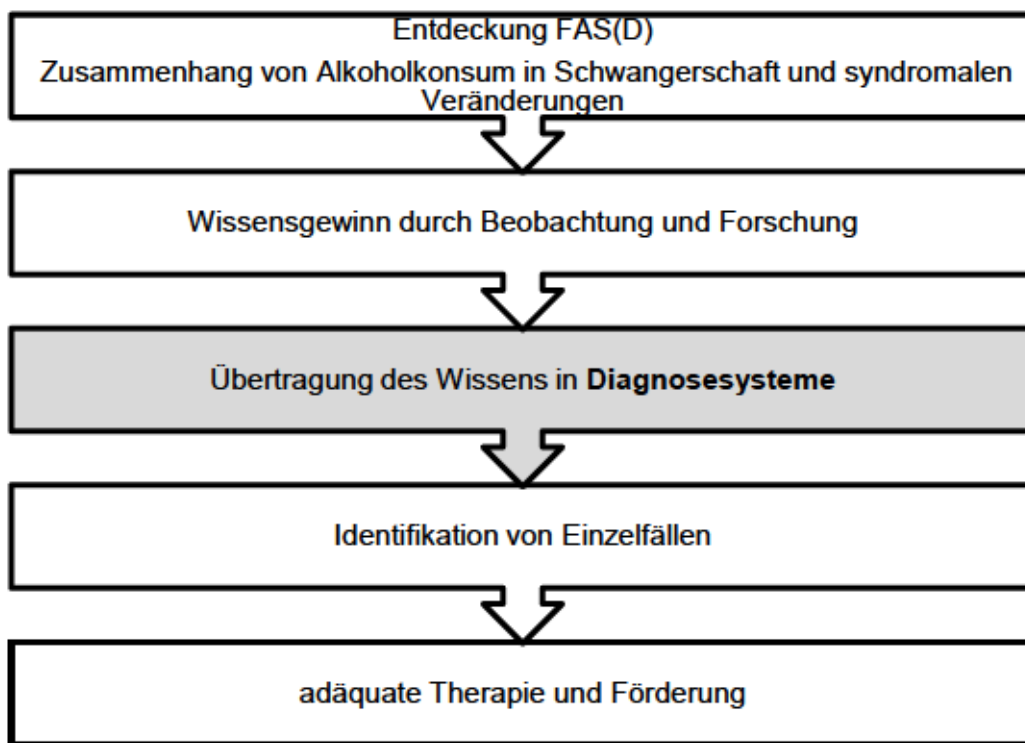 Entdeckung FAS(D)
Zusammenhang von Alkoholkonsum in Schwangerschaft und syndromalen
Veränderungen
Wissensgewinn durch Beobachtung und Forschung
Übertragung des Wissens in Diagnosesysteme
Identifikation von Einzelfällen
adäquate Therapie und Förderung